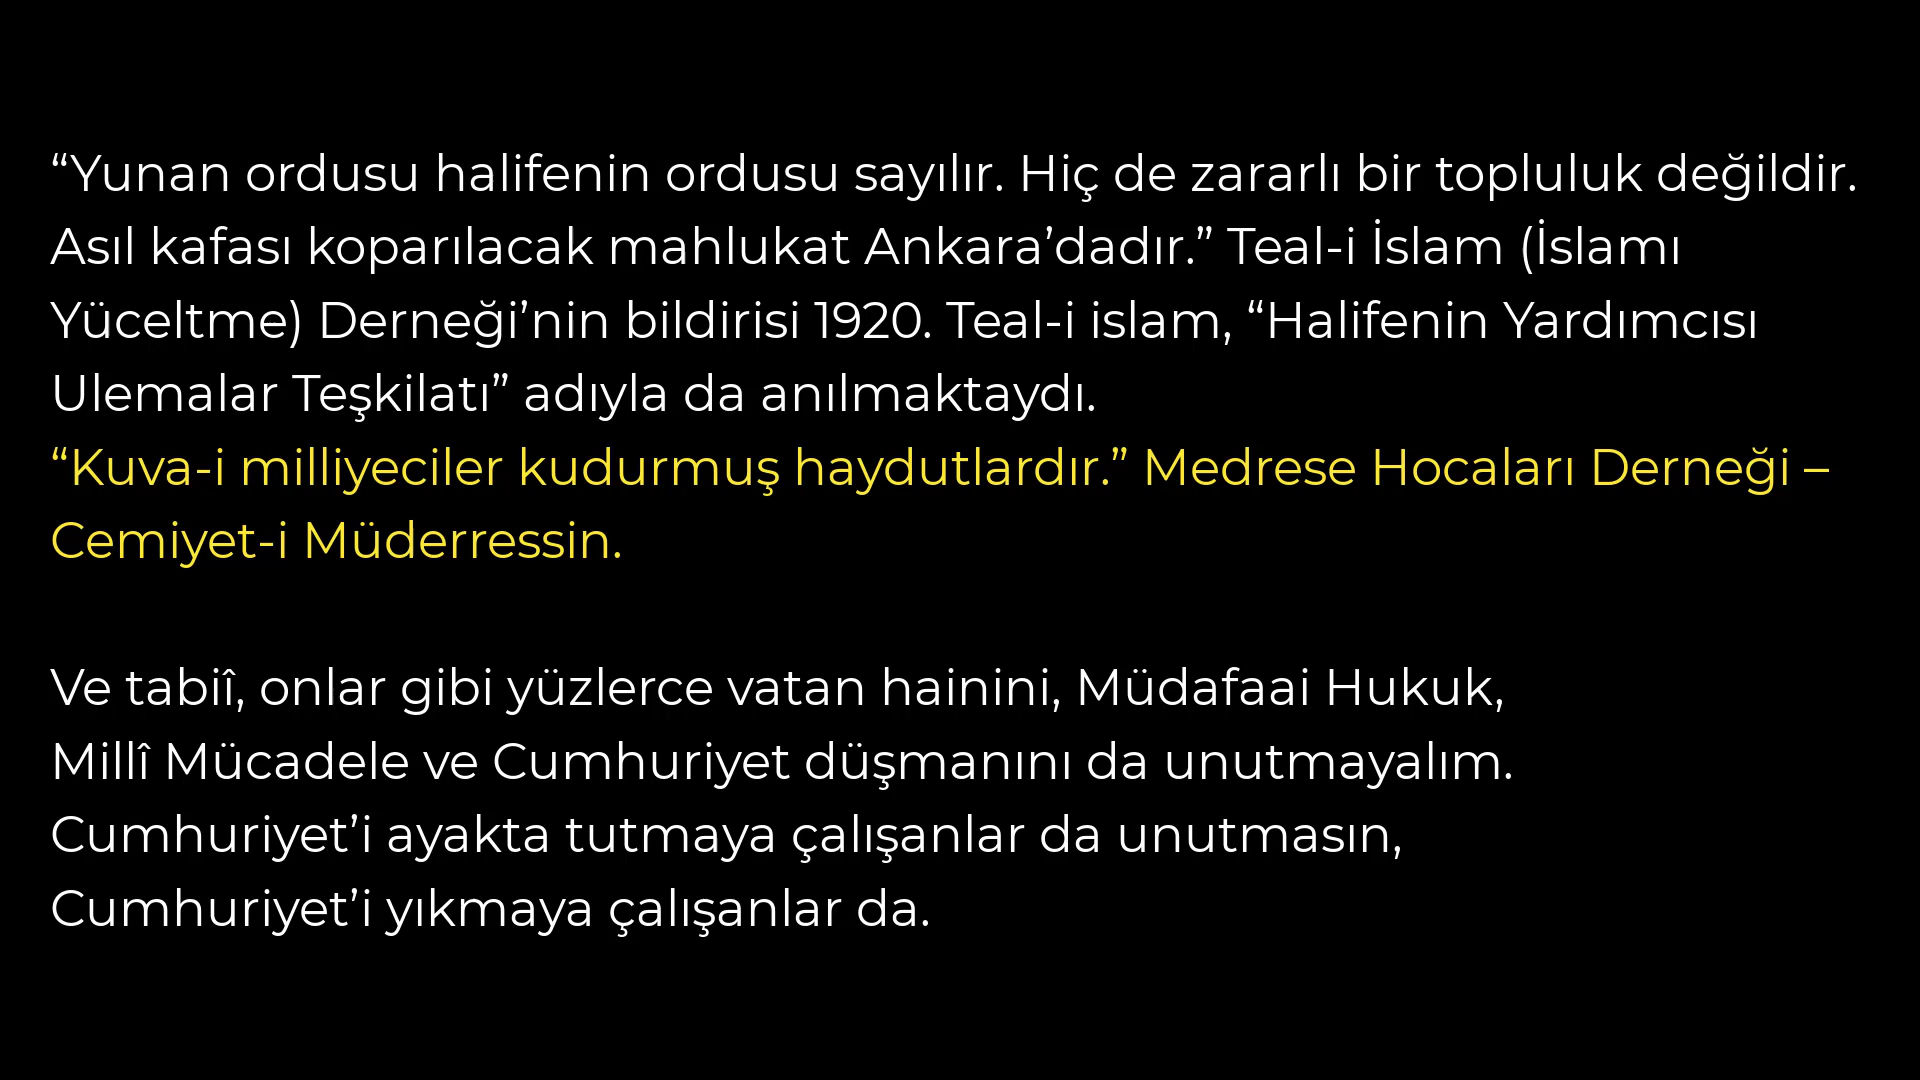 “Yunan ordusu halifenin ordusu sayılır. Hiç de zararlı bir topluluk değildir.
Asıl kafası koparılacak mahlukat Ankara’dadır.” Teal-i İslam (İslamı
Yüceltme) Derneği’nin bildirisi 1920. Teal-i islam, “Halifenin Yardımcısı
Ulemalar Teşkilatı” adıyla da anılmaktaydı.
“Kuva-i milliyeciler kudurmuş haydutlardır.” Medrese Hocaları Derneği –
Cemiyet-i Müderressin.
Ve tabiî, onlar gibi yüzlerce vatan hainini, Müdafaai Hukuk,
Millî Mücadele ve Cumhuriyet düşmanını da unutmayalım.
Cumhuriyet’i ayakta tutmaya çalışanlar da unutmasın,
Cumhuriyet’i yıkmaya çalışanlar da.